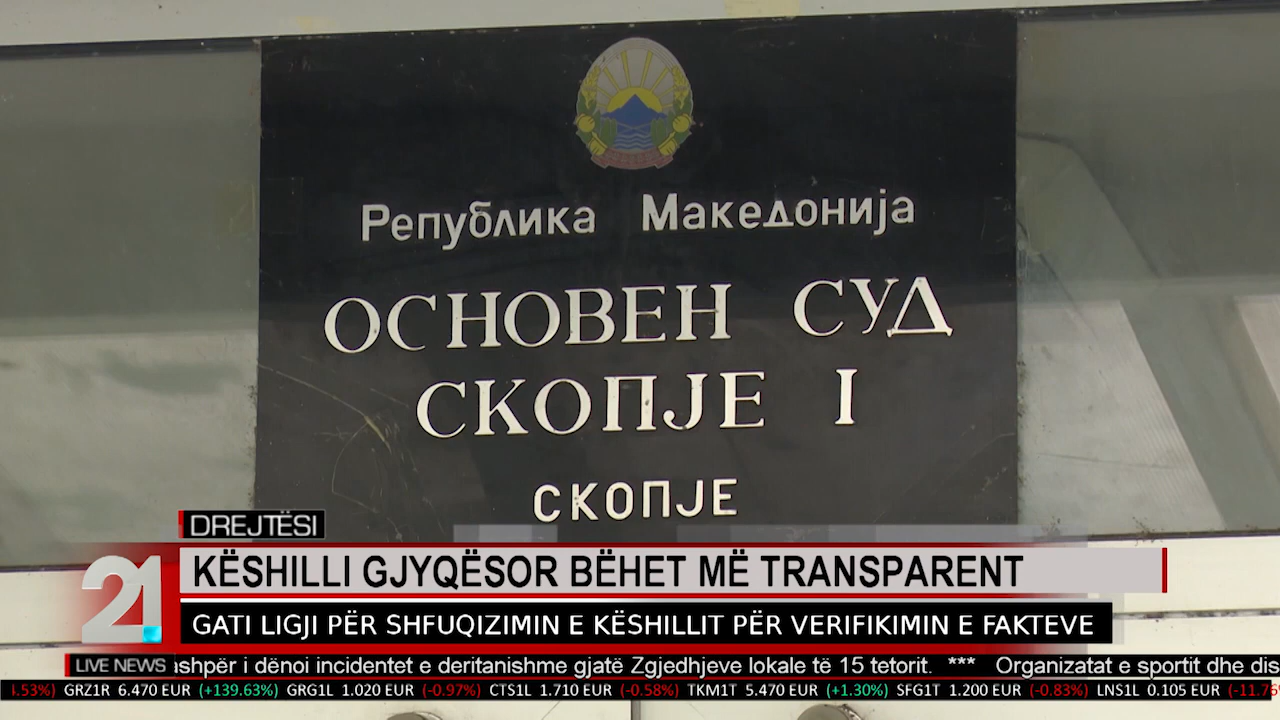 Република Македонија
ОСНОВЕН СУД
СКОПЈЕ I
СКОПЈЕ
DREJTËSI
21
KËSHILLI GJYQËSOR BËHET MË TRANSPARENT
GATI LIGJI PËR SHFUQIZIMIN E KËSHILLIT PËR VERIFIKIMIN E FAKTEVE
LIVE NEWS i dënoi incidentet e deritanishme gjatë Zgjedhjeve lokale të 15 tetorit. *** Organizatat e sportit dhe
GRZ1R 6.470 EUR (+139.63%) GRG1L 1.020 EUR (-0.97%) CTS1L 1.710 EUR (-0.58%) TKM1T 5.470 EUR (+1.30%) SFG1T 1.200 EUR (-0.83%) LNS1L 0.105 EUR